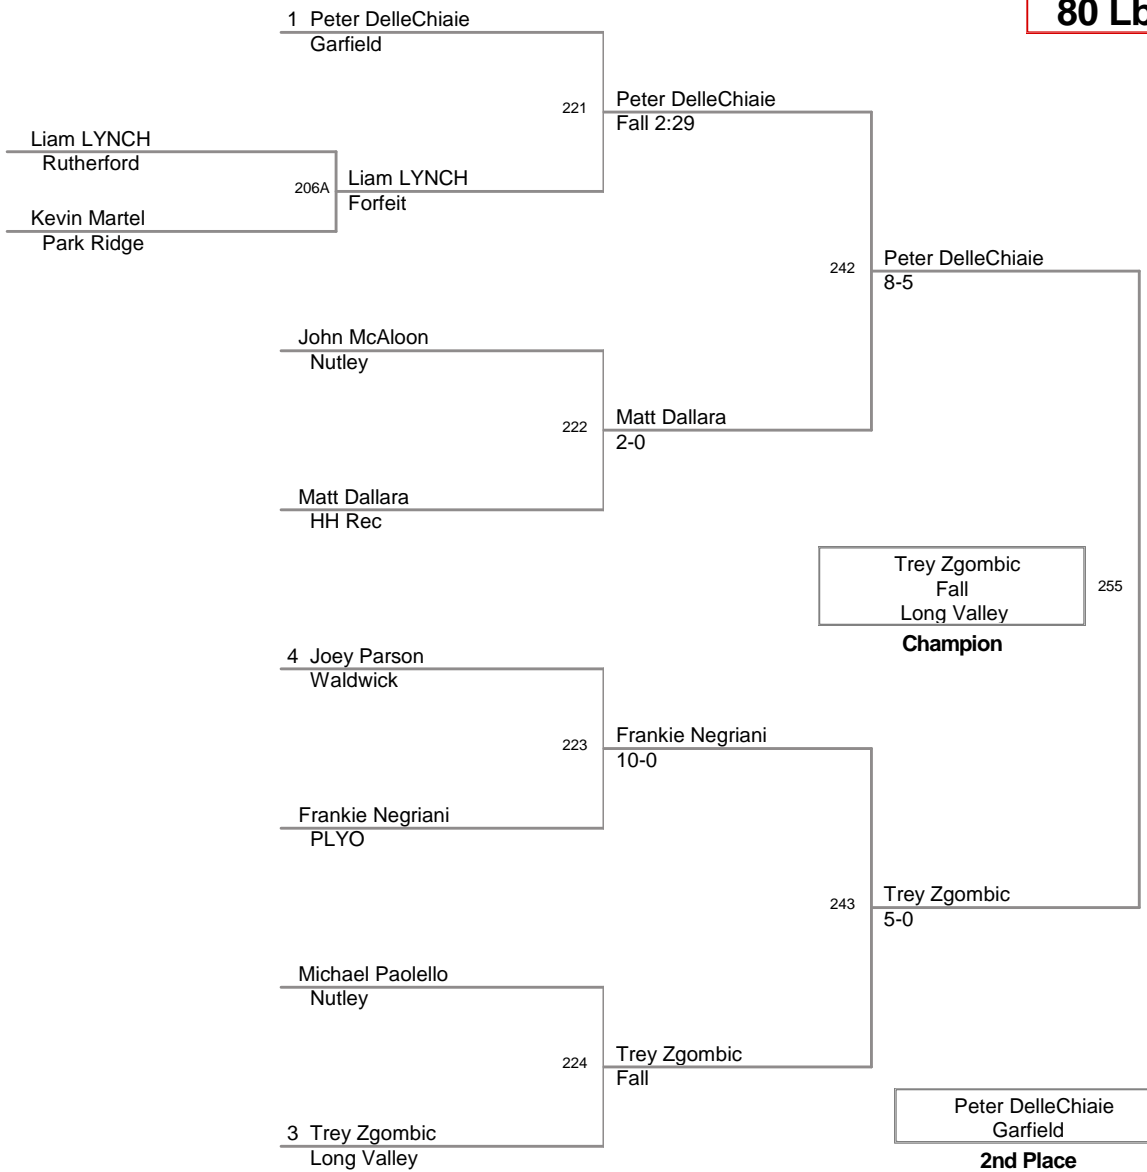 80 Lb
1 Peter DelleChiaie
Garfield
221
Peter DelleChiaie
Fall 2:29
Liam LYNCH
Rutherford
206A
Liam LYNCH
Forfeit
Kevin Martel
Park Ridge
242
Peter DelleChiaie
8-5
John McAloon
Nutley
222
Matt Dallara
2-0
Matt Dallara
HH Rec
Trey Zgombic
Fall
Long Valley
255
Champion
4 Joey Parson
Waldwick
223
Frankie Negriani
10-0
Frankie Negriani
PLYO
243
Trey Zgombic
5-0
Michael Paolello
Nutley
224
Trey Zgombic
Fall
3 Trey Zgombic
Long Valley
Peter DelleChiaie
Garfield
2nd Place